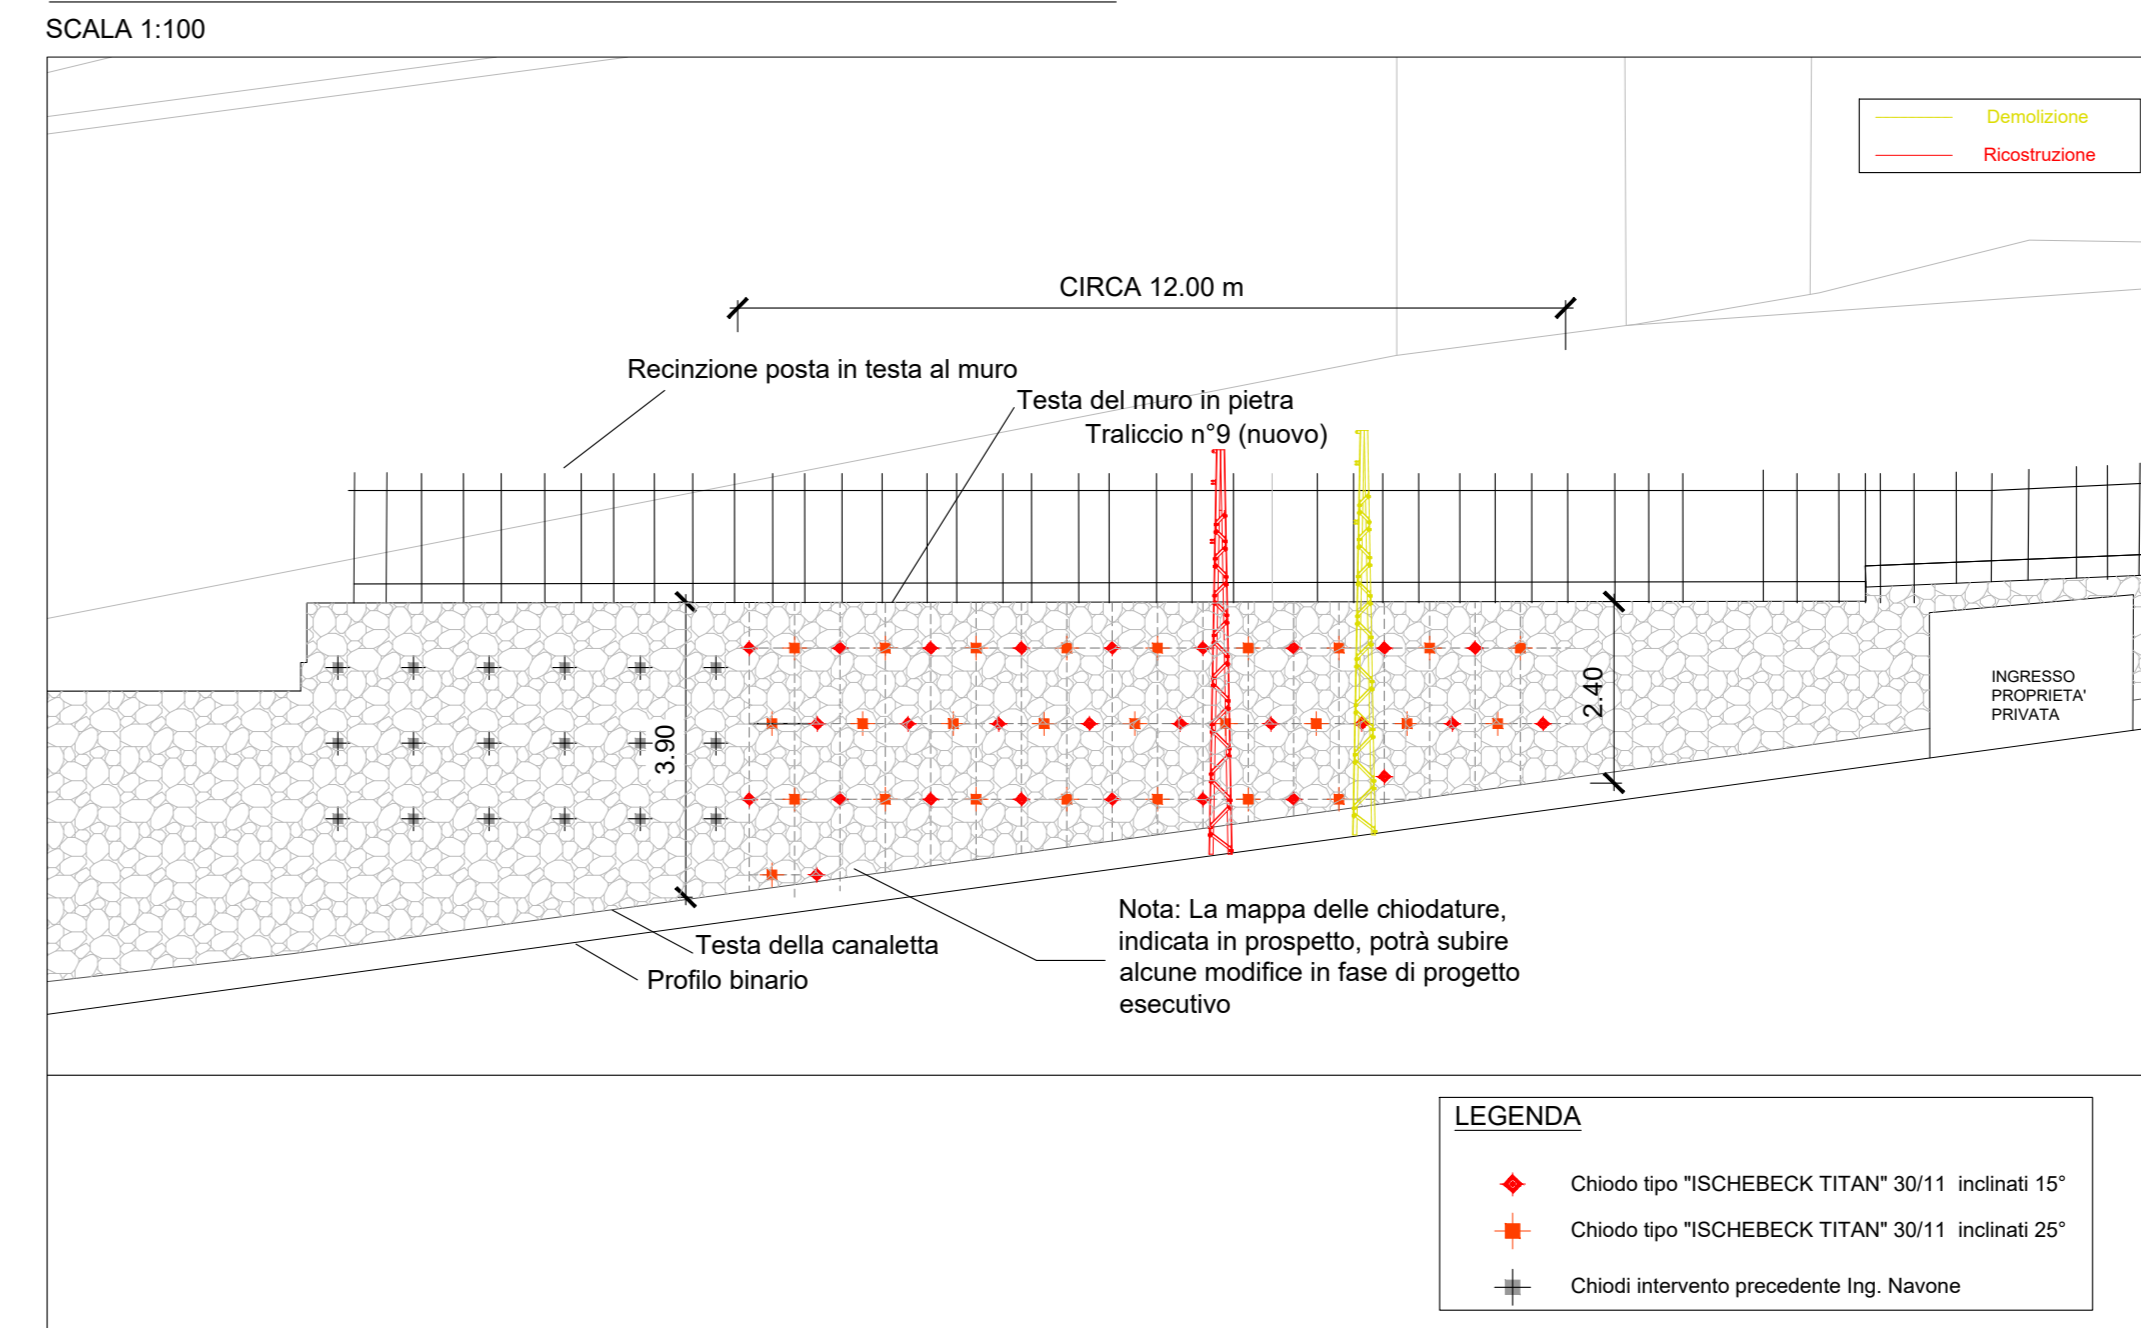 SCALA 1:100
Demolizione
Ricostruzione
CIRCA 12.00 m
Recinzione posta in testa al muro
Testa del muro in pietra
Traliccio n°9 (nuovo)
3.90
2.40
INGRESSO
PROPRIETA'
PRIVATA
Testa della canaletta
Profilo binario
Nota: La mappa delle chiodature,
indicata in prospetto, potrà subire
alcune modifice in fase di progetto
esecutivo
LEGENDA
Chiodo tipo "ISCHEBECK TITAN" 30/11 inclinati 15°
Chiodo tipo "ISCHEBECK TITAN" 30/11 inclinati 25°
Chiodi intervento precedente Ing. Navone